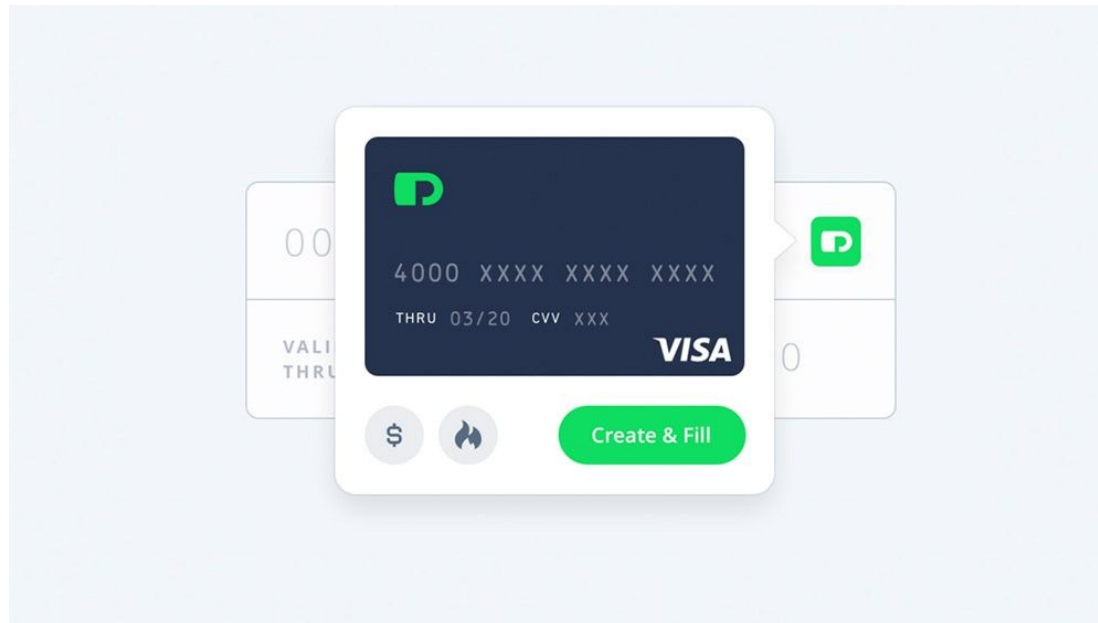 4000 XXXX XXXX XXXX
THRU 03/20 CVV XXX
VISA
00
VALI
THRU
0
$
Create & Fill